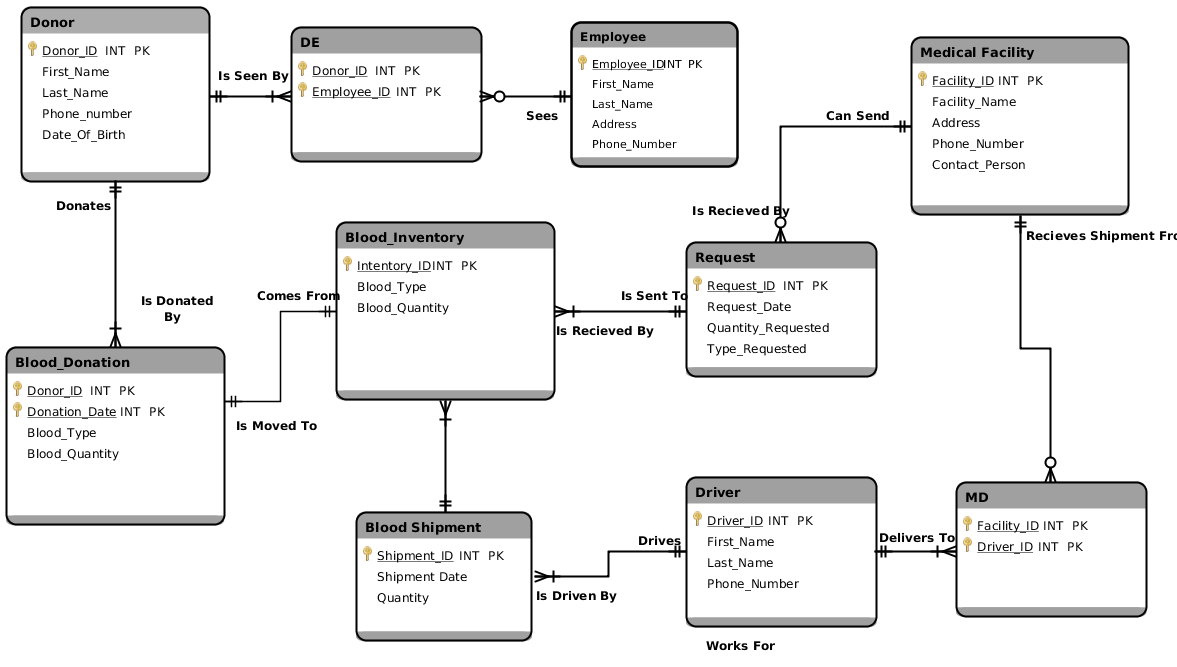 Donor
Donor_ID INT PK
First_Name
Last_Name
Phone_number
Date_Of_Birth
Is Seen By
DE
Donor_ID INT PK
Employee_ID INT PK
Sees
Employee
Employee_ID INT PK
First_Name
Last_Name
Address
Phone_Number
Can Send
Medical Facility
Facility_ID INT PK
Facility_Name
Address
Phone_Number
Contact_Person
Donates
Is Donated
By
Is Recieved By
Recieves Shipment Fro
Blood_Inventory
Intentory_ID INT PK
Blood_Type
Blood_Quantity
Comes From
Is Sent To
Is Recieved By
Request
Request_ID INT PK
Request_Date
Quantity_Requested
Type_Requested
Blood_Donation
Donor_ID INT PK
Donation_Date INT PK
Blood_Type
Blood_Quantity
Is Moved To
Blood Shipment
Shipment_ID INT PK
Shipment Date
Quantity
Drives
Is Driven By
Driver
Driver_ID INT PK
First_Name
Last_Name
Phone_Number
Works For
Delivers To
MD
Facility_ID INT PK
Driver_ID INT PK